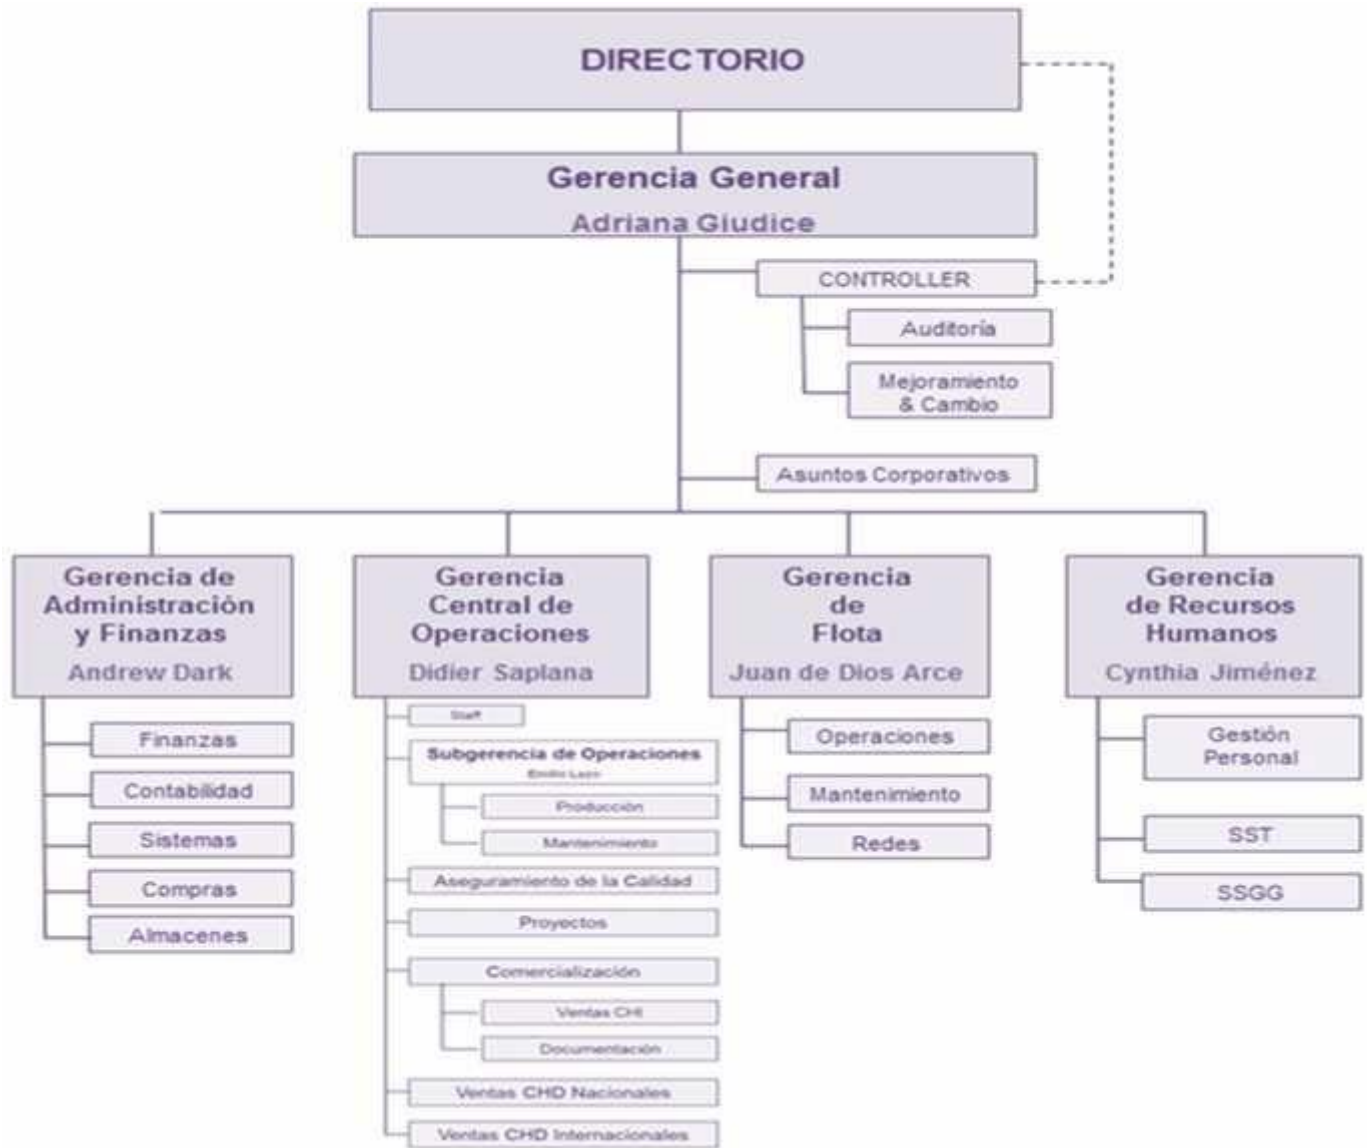 DIRECTORIO
Gerencia General
Adriana Giudice
CONTROLLER
Auditoría
Mejoramiento
& Cambio
Asuntos Corporativos
Gerencia de
Administración
y Finanzas
Andrew Dark
Finanzas
Contabilidad
Sistemas
Compras
Almacenes
Gerencia
Central de
Operaciones
Didier Saplana
Staff
Subgerencia de Operaciones
Emilio
Producción
Mantenimiento
Aseguramiento de la Calidad
Proyectos
Comercialización
Ventas CHI
Documentación
Ventas CHD Nacionales
Ventas CHD Internacionales
Gerencia
de
Flota
Juan de Dios Arce
Operaciones
Mantenimiento
Redes
Gerencia
de Recursos
Humanos
Cynthia Jiménez
Gestión
Personal
SST
SSGG